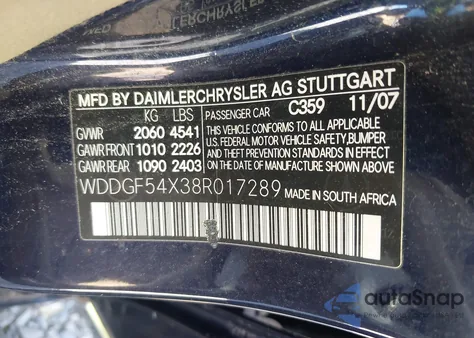 MFD BY DAIMLERCHRYSLER AG STUTTGART
KG LBS PASSENGER CAR C359 11/07
GVWR 2060 4541 THIS VEHICLE CONFORMS TO ALL APPLICABLE
GAWR FRONT 1010 2226 U.S. FEDERAL MOTOR VEHICLE SAFETY, BUMPER
GAWR REAR 1090 2403 AND THEFT PREVENTION STANDARDS IN EFFECT
ON THE DATE OF MANUFACTURE SHOWN ABOVE.
WDDGF54X38R017289 MADE IN SOUTH AFRICA
autoSnap